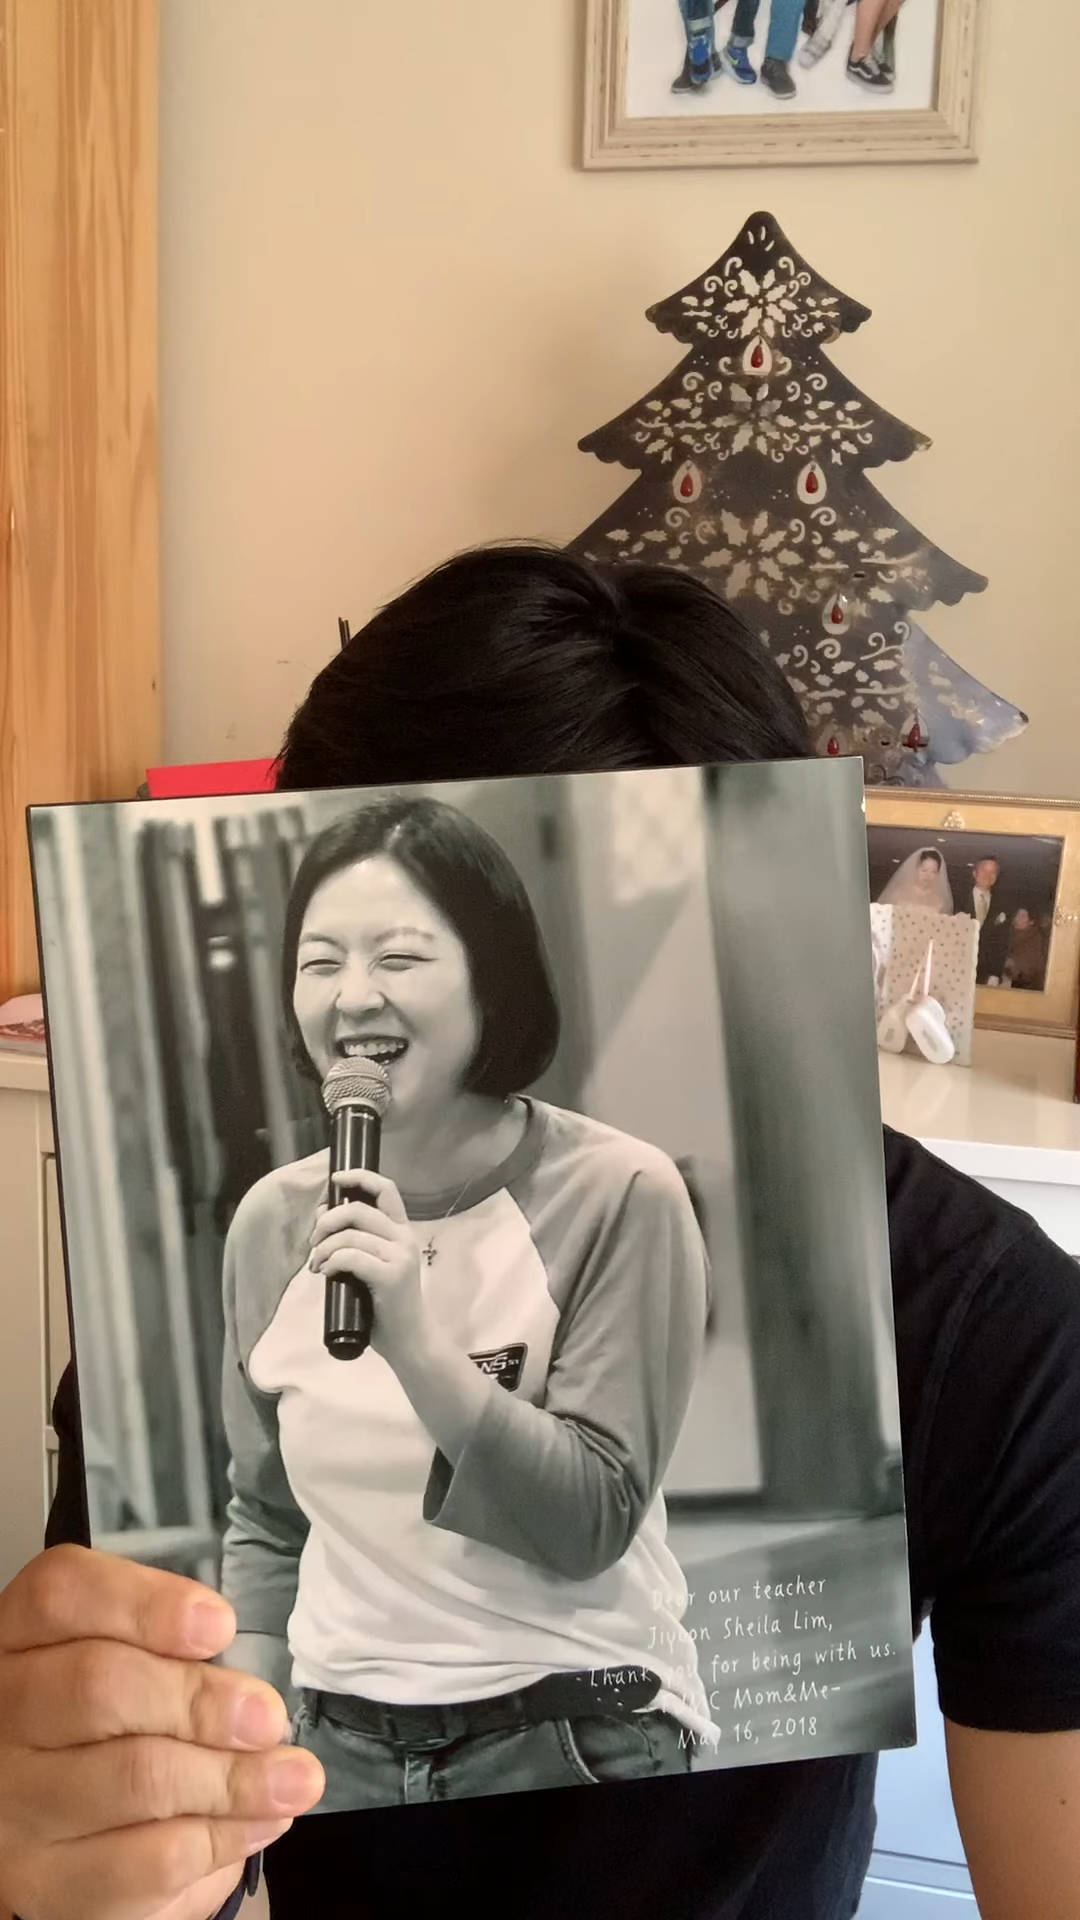 Dear our teacher
Jiyoon Sheila Lim,
Thank you for being with us.
C Mom&Me-
May 16, 2018